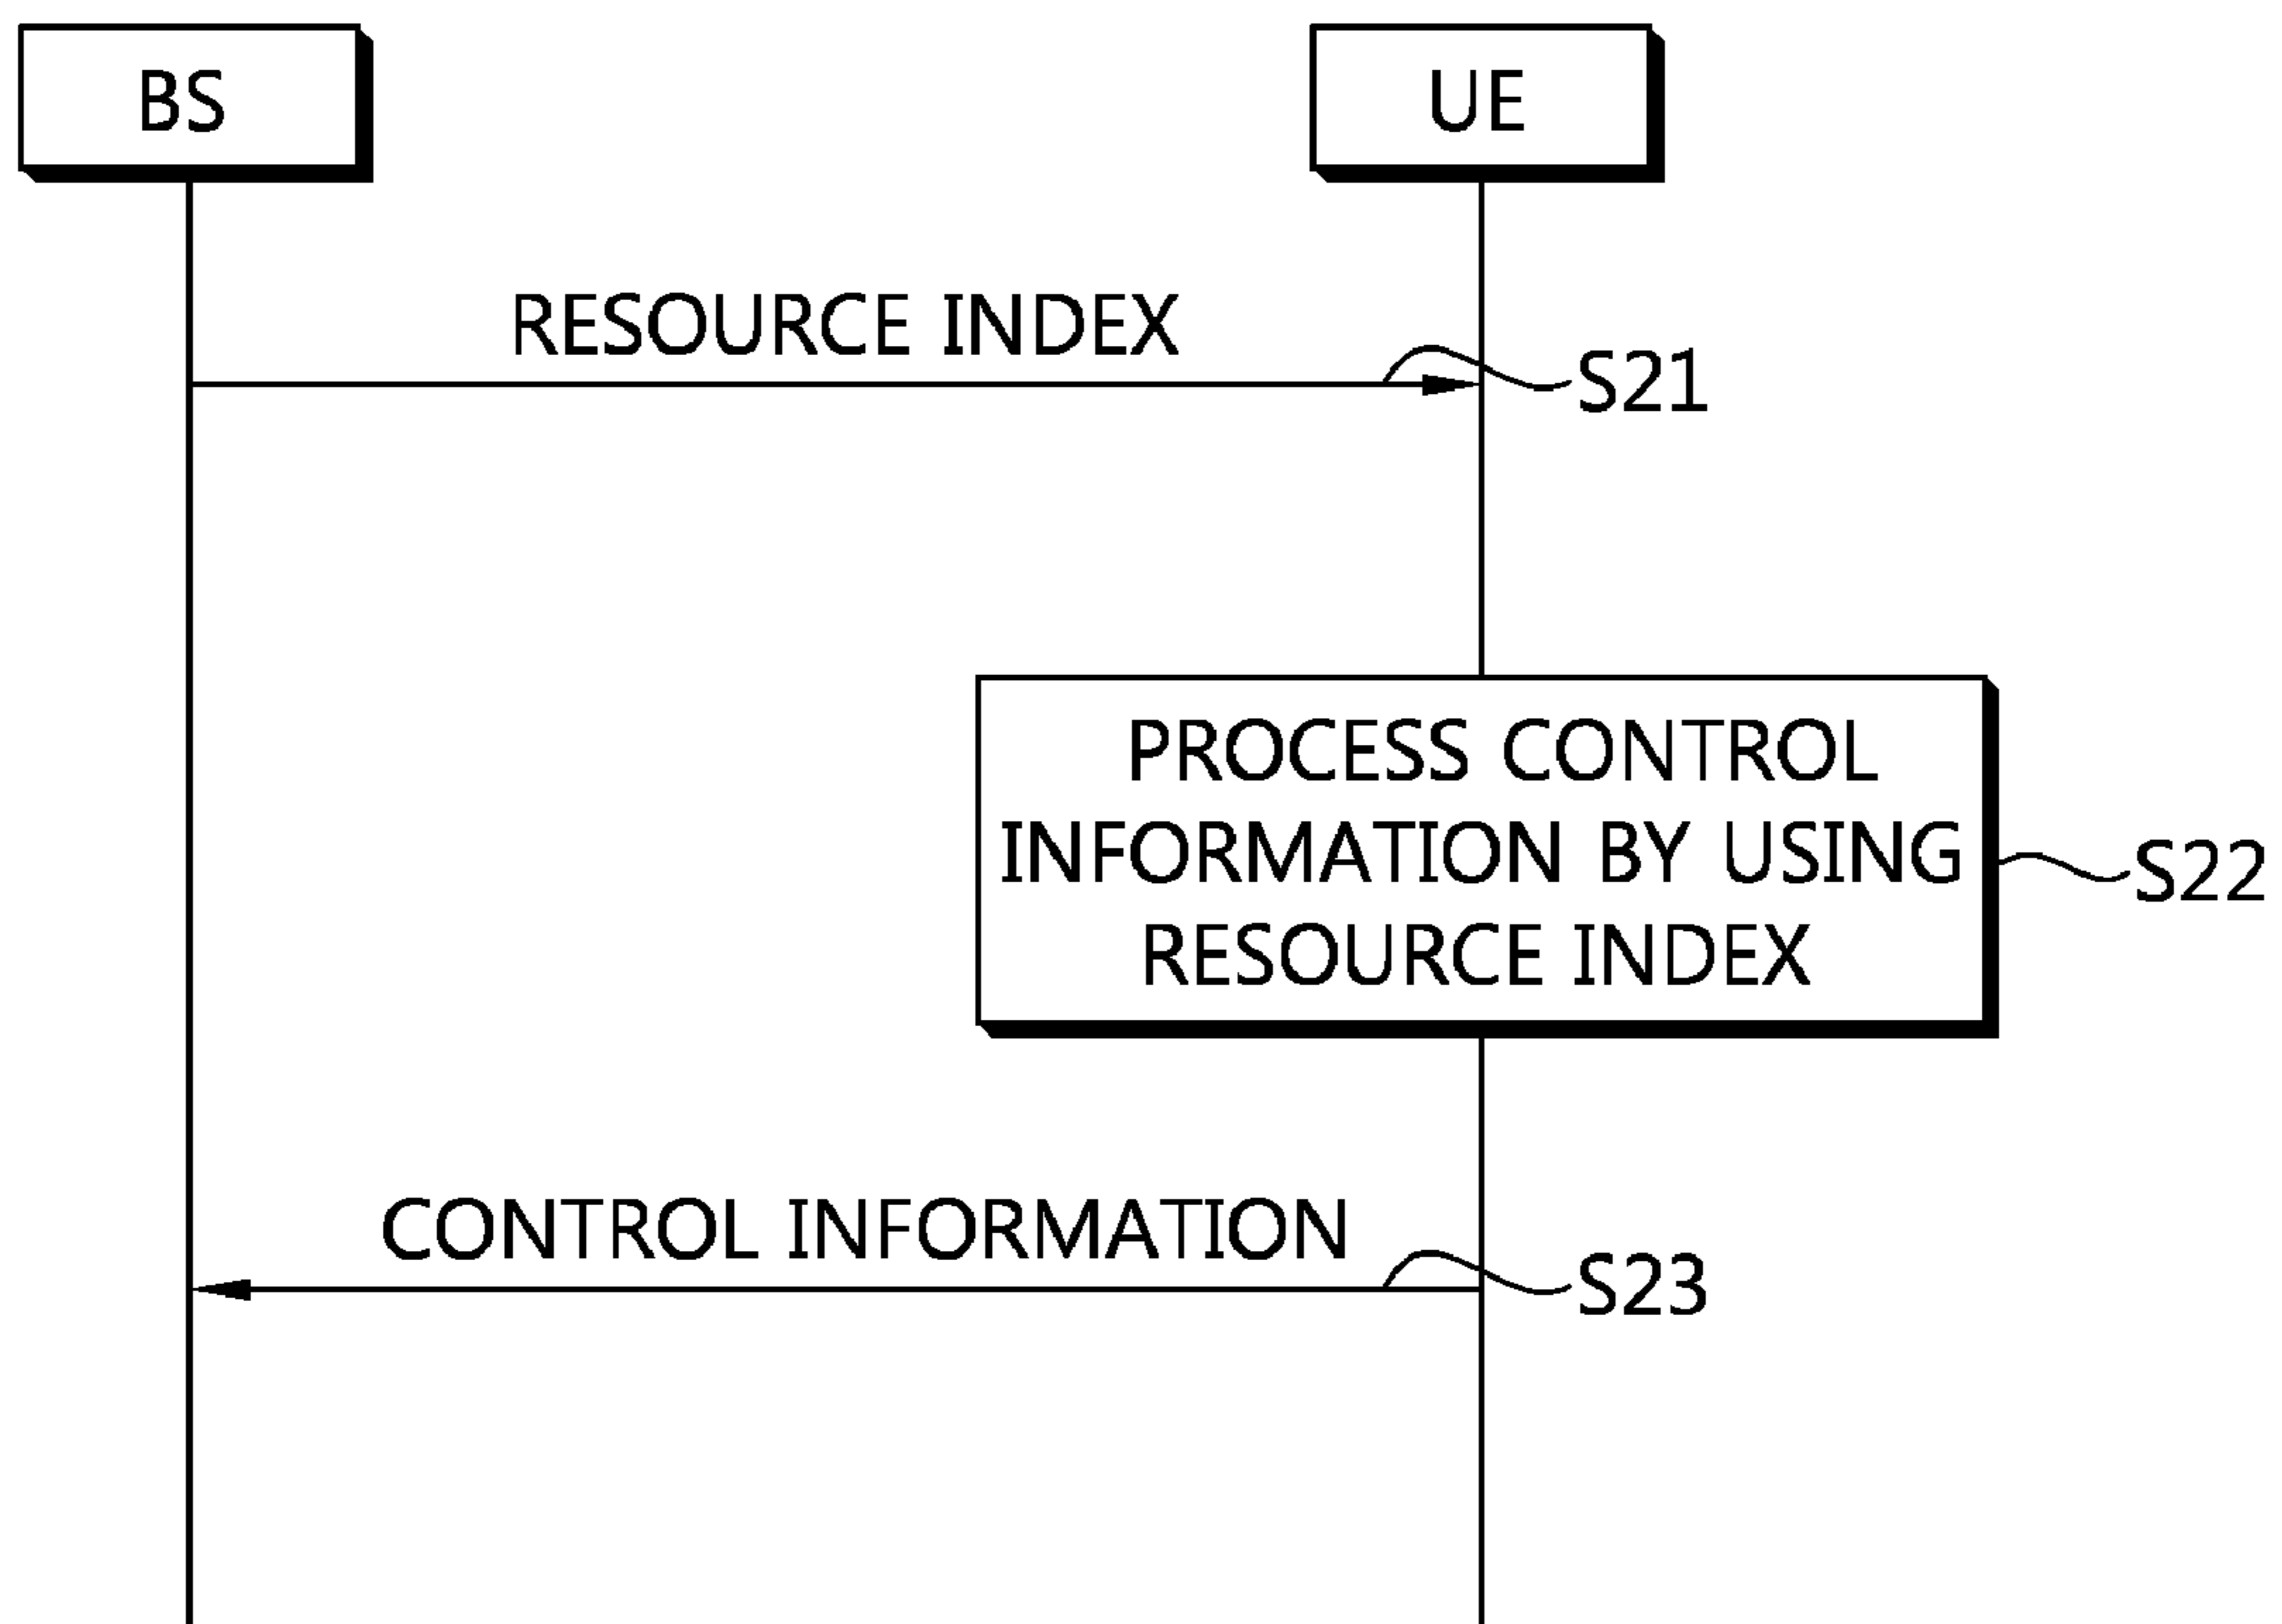 BS
UE
RESOURCE INDEX
S21
PROCESS CONTROL
INFORMATION BY USING
RESOURCE INDEX
S22
CONTROL INFORMATION
S23